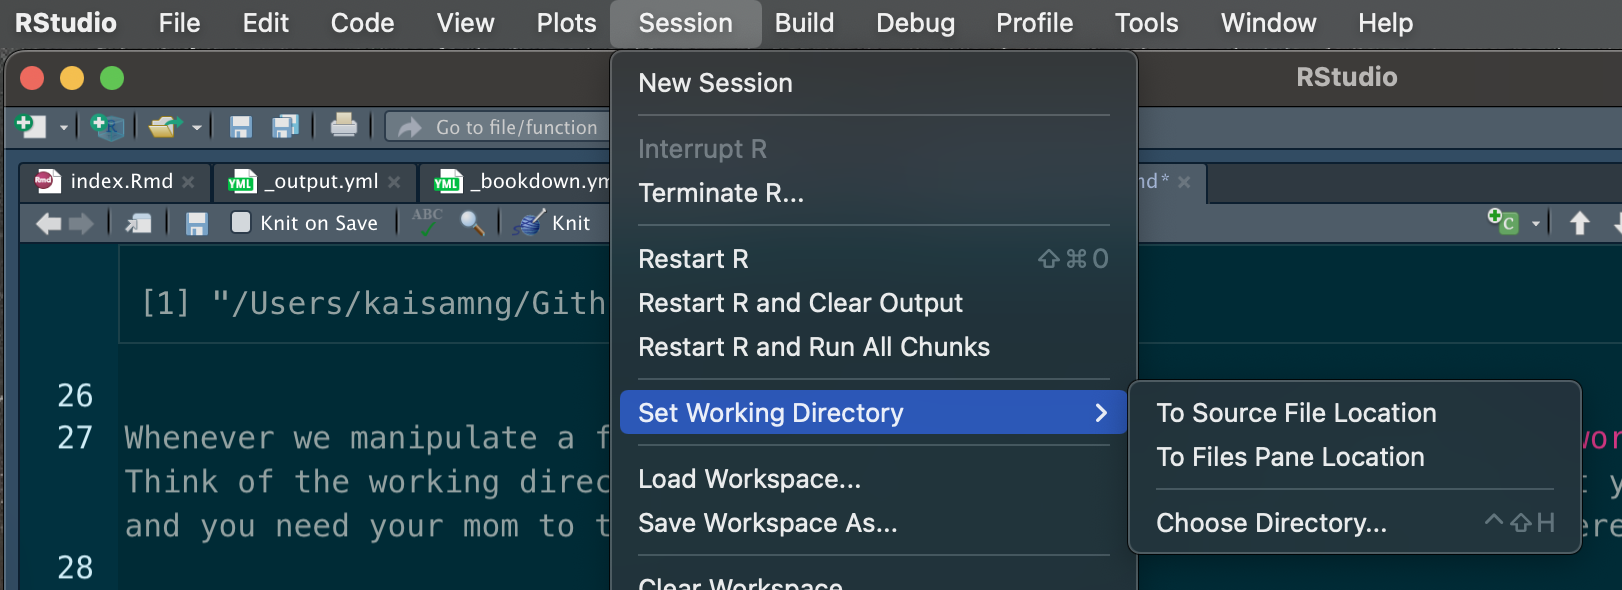 RStudio File Edit Code View Plots Session Build Debug Profile Tools Window Help
RStudio
Go to file/function
index.Rmd _output.yml _bookdown.ym nd*
Knit on Save ABC Knit
New Session
Interrupt R
Terminate R...
Restart R ⇧⌘0
Restart R and Clear Output
Restart R and Run All Chunks
Set Working Directory
Load Workspace...
Save Workspace As...
Clear Workspace
To Source File Location
To Files Pane Location
Choose Directory... ^⇧H
[1] "/Users/kaisamng/Gith
26
27 Whenever we manipulate a f
Think of the working direc
and you need your mom to t
28